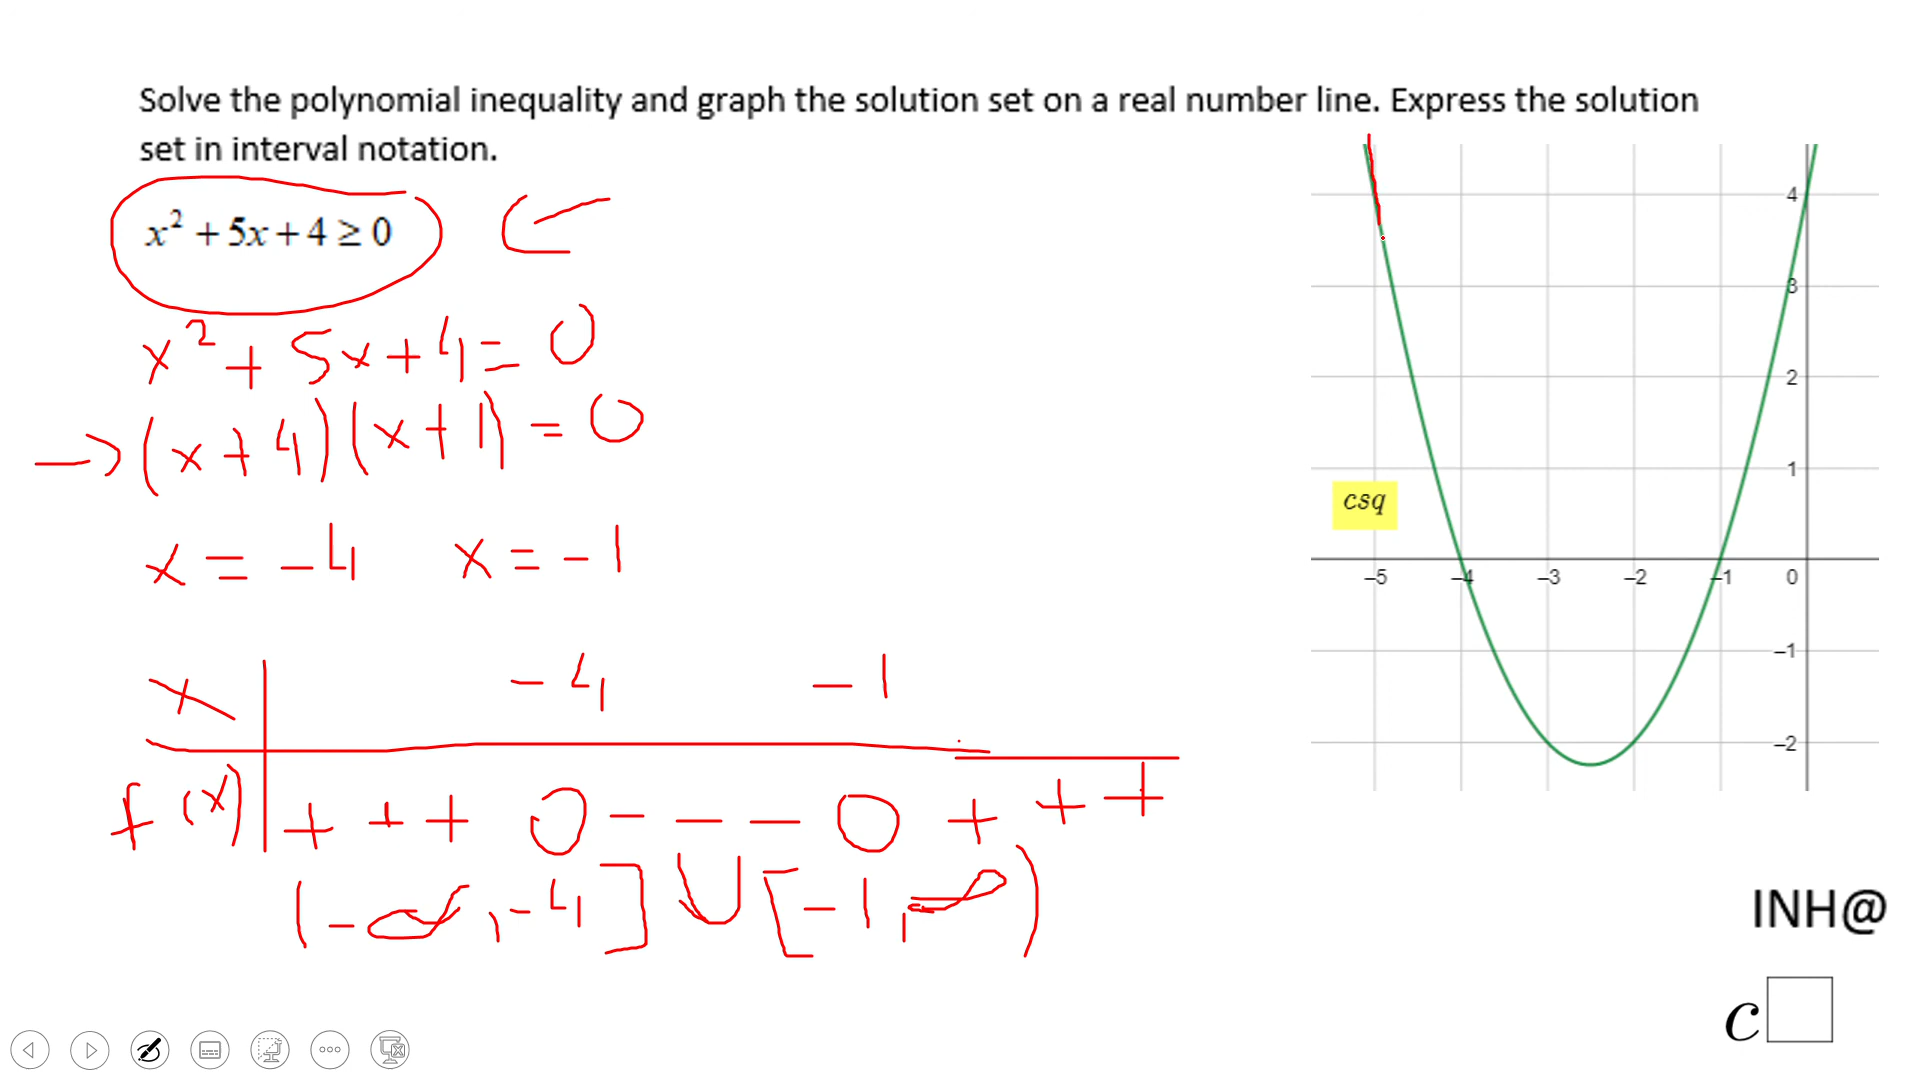 Solve the polynomial inequality and graph the solution set on a real number line. Express the solution
set in interval notation.
x² + 5x + 4 ≥ 0
x² + 5x + 4 = 0
→ (x + 4) (x + 1) = 0
x = -4 x = -1
x -4 -1
f(x) + + + 0 - - - 0 + + +
(-∞, -4] ∪ [-1, ∞)
4
3
2
1
csq
–5 –4 –3 –2 –1 0
–1
–2
INH@
c□